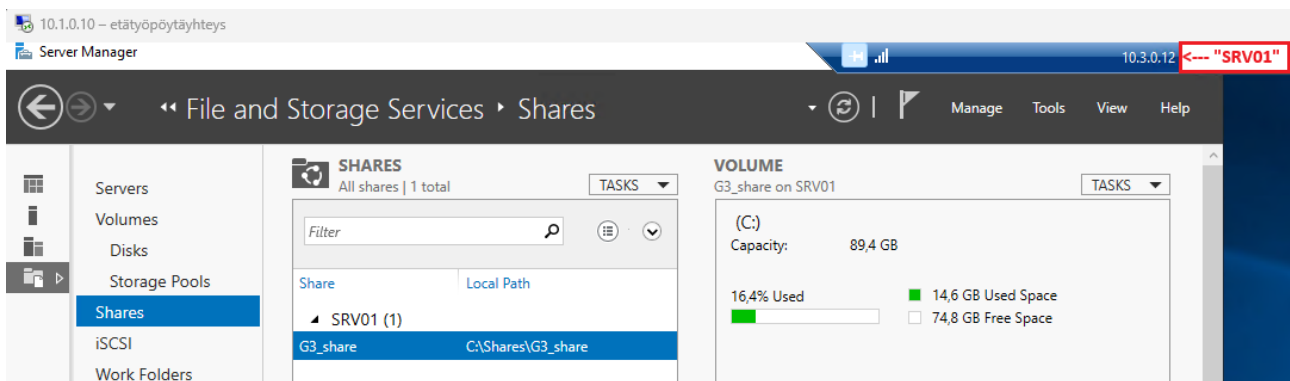 10.1.0.10 – etätyöpöytäyhteys
Server Manager
10.3.0.12 <--- "SRV01"
File and Storage Services Shares
Manage Tools View Help
Servers
Volumes
Disks
Storage Pools
Shares
iSCSI
Work Folders
SHARES
All shares | 1 total
TASKS
Filter
Share Local Path
SRV01 (1)
G3_share C:\Shares\G3_share
VOLUME
G3_share on SRV01
TASKS
(C:)
Capacity: 89,4 GB
16,4% Used
14,6 GB Used Space
74,8 GB Free Space